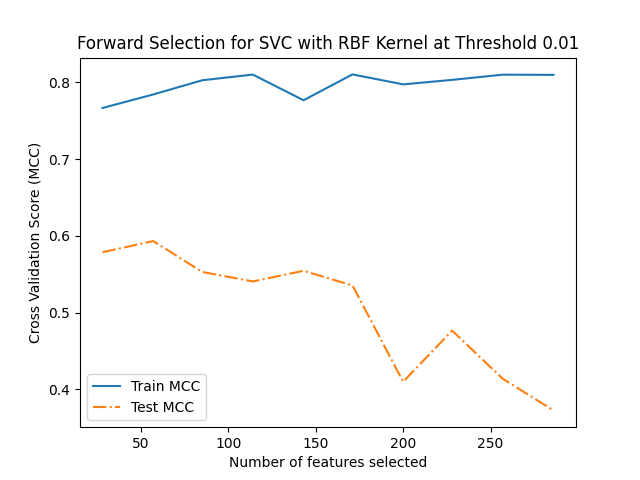 Forward Selection for SVC with RBF Kernel at Threshold 0.01
Cross Validation Score (MCC)
0.8
0.7
0.6
0.5
0.4
Train MCC
Test MCC
50 100 150 200 250
Number of features selected